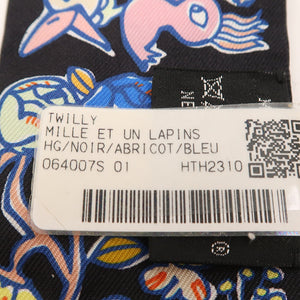 TWILLY
MILLE ET UN LAPINS
HG/NOIR/ABRICOT/BLEU
064007S 01 HTH2310